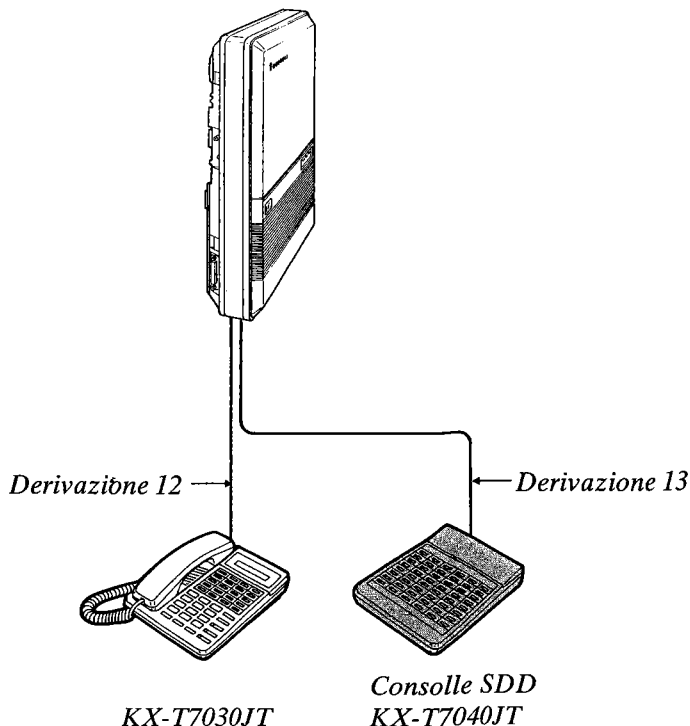 Derivazione 12
Derivazione 13
KX-T7030JT
Consolle SDD
KX-T7040JT